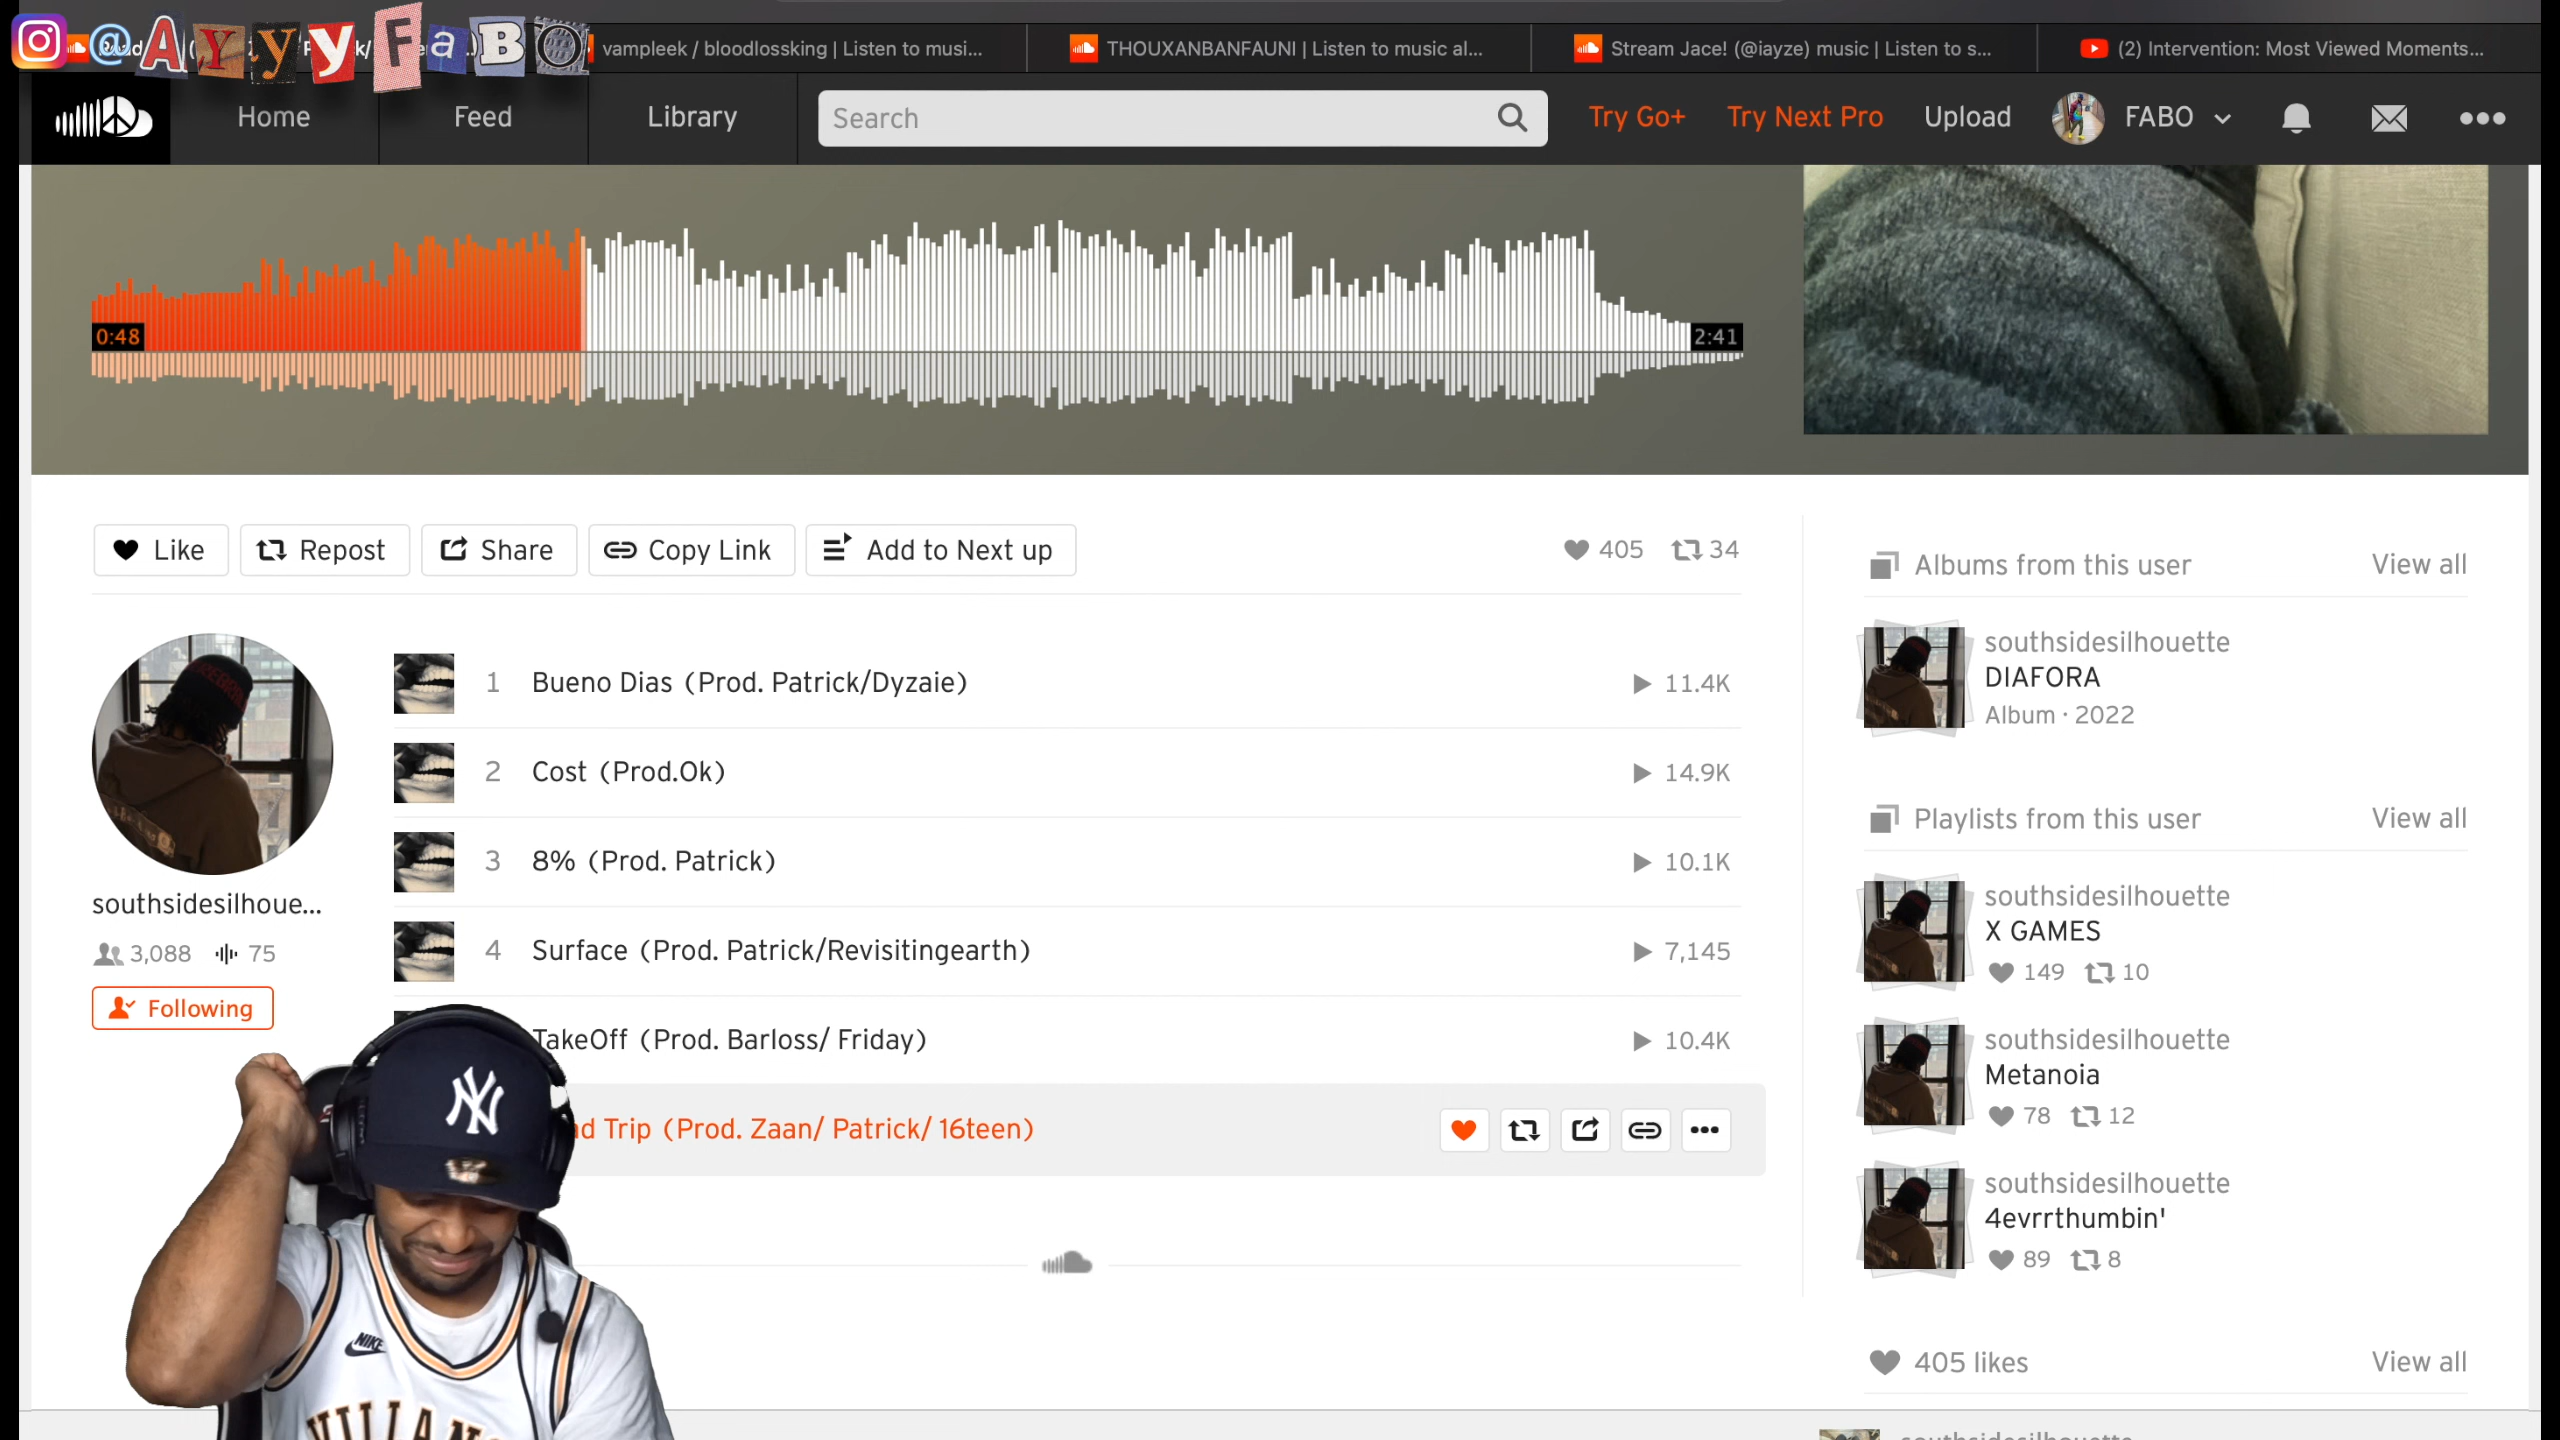 @AyyyFaBO
vampleek / bloodlossking | Listen to musi...
THOUXANBANFAUNI | Listen to music al...
Stream Jace! (@iayze) music | Listen to s...
(2) Intervention: Most Viewed Moments...
Home
Feed
Library
Search
Try Go+
Try Next Pro
Upload
FABO
0:48
2:41
Like
Repost
Share
Copy Link
Add to Next up
405
34
southsidesilhoue...
3,088
75
Following
1 Bueno Dias (Prod. Patrick/Dyzaie) 11.4K
2 Cost (Prod.Ok) 14.9K
3 8% (Prod. Patrick) 10.1K
4 Surface (Prod. Patrick/Revisitingearth) 7,145
TakeOff (Prod. Barloss/ Friday) 10.4K
Trip (Prod. Zaan/ Patrick/ 16teen)
Albums from this user View all
southsidesilhouette
DIAFORA
Album · 2022
Playlists from this user View all
southsidesilhouette
X GAMES
149 10
southsidesilhouette
Metanoia
78 12
southsidesilhouette
4evrrthumbin'
89 8
405 likes View all
NY
NIKE